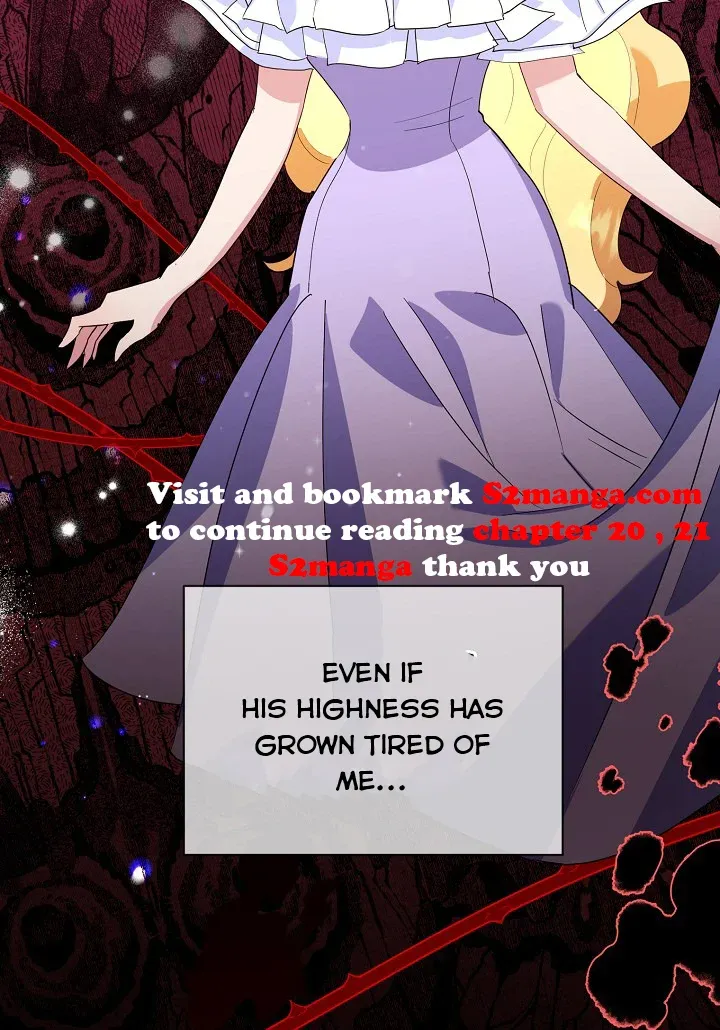 Visit and bookmark S2manga.com
to continue reading chapter 20 , 21
S2manga thank you
EVEN IF
HIS HIGHNESS HAS
GROWN TIRED OF
ME...